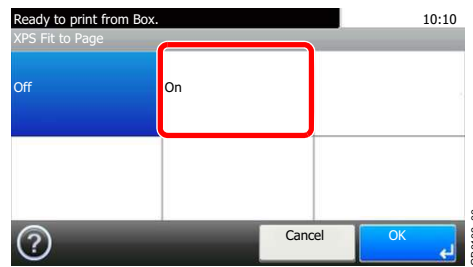 Ready to print from Box.
10:10
XPS Fit to Page
Off
On
?
Cancel
OK